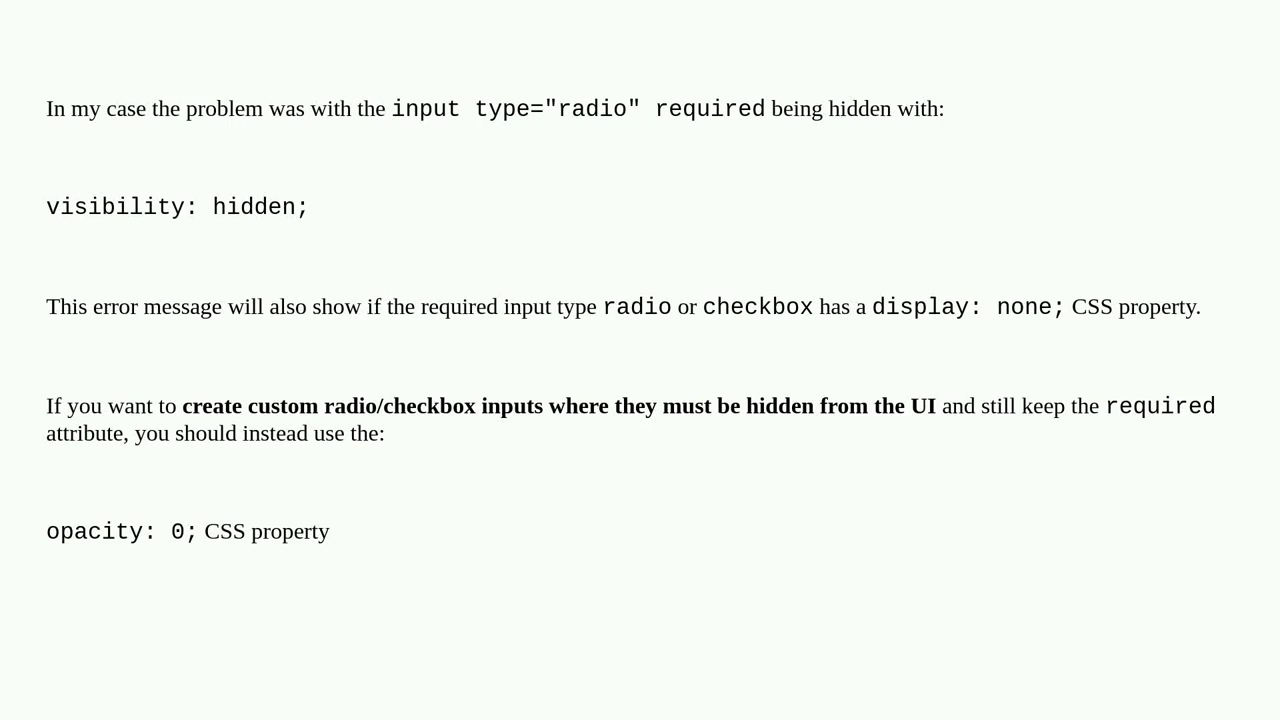 In my case the problem was with the input type="radio" required being hidden with:
visibility: hidden;
This error message will also show if the required input type radio or checkbox has a display: none; CSS property.
If you want to create custom radio/checkbox inputs where they must be hidden from the UI and still keep the required
attribute, you should instead use the:
opacity: 0; CSS property